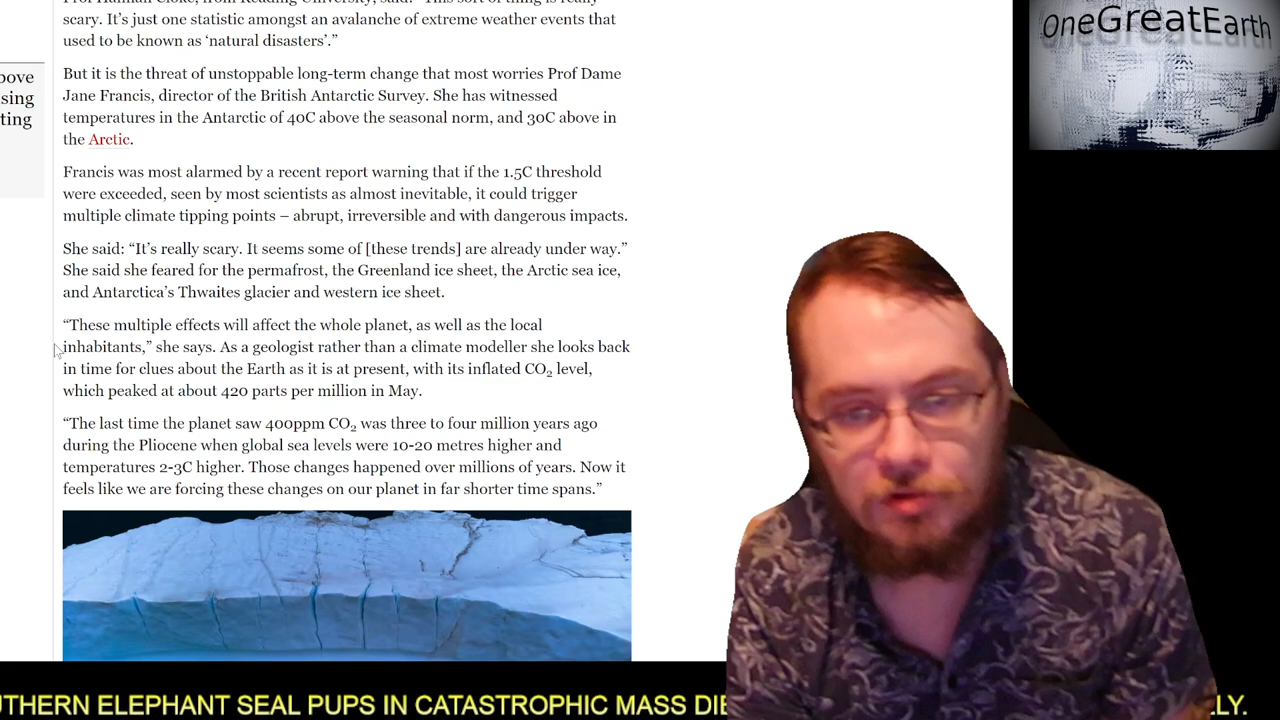 scary. It’s just one statistic amongst an avalanche of extreme weather events that
used to be known as ‘natural disasters’.”
But it is the threat of unstoppable long-term change that most worries Prof Dame
Jane Francis, director of the British Antarctic Survey. She has witnessed
temperatures in the Antarctic of 40C above the seasonal norm, and 30C above in
the Arctic.
Francis was most alarmed by a recent report warning that if the 1.5C threshold
were exceeded, seen by most scientists as almost inevitable, it could trigger
multiple climate tipping points – abrupt, irreversible and with dangerous impacts.
She said: “It’s really scary. It seems some of [these trends] are already under way.”
She said she feared for the permafrost, the Greenland ice sheet, the Arctic sea ice,
and Antarctica’s Thwaites glacier and western ice sheet.
“These multiple effects will affect the whole planet, as well as the local
inhabitants,” she says. As a geologist rather than a climate modeller she looks back
in time for clues about the Earth as it is at present, with its inflated CO₂ level,
which peaked at about 420 parts per million in May.
“The last time the planet saw 400ppm CO₂ was three to four million years ago
during the Pliocene when global sea levels were 10-20 metres higher and
temperatures 2-3C higher. Those changes happened over millions of years. Now it
feels like we are forcing these changes on our planet in far shorter time spans.”
ove
sing
ting
OneGreatEarth
UTHERN ELEPHANT SEAL PUPS IN CATASTROPHIC MASS DIE LY.